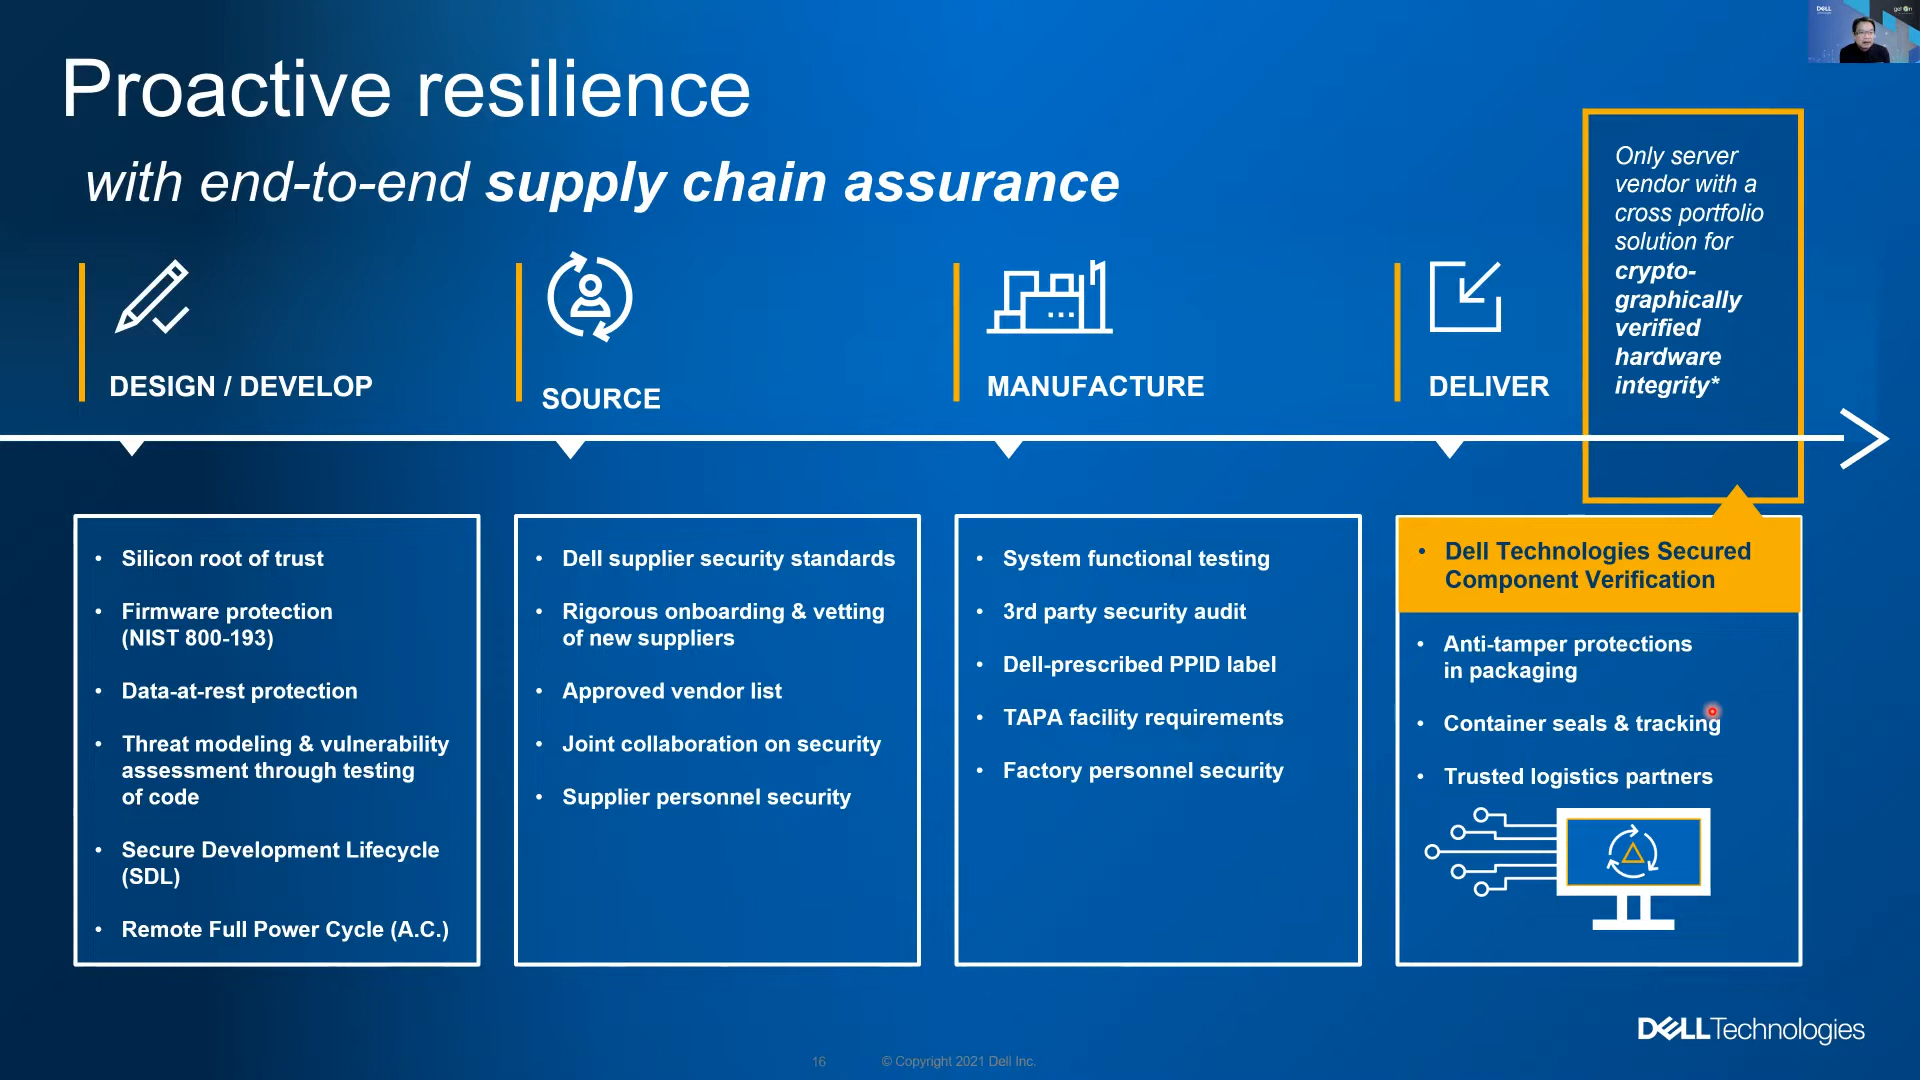 Proactive resilience
with end-to-end supply chain assurance
Only server
vendor with a
cross portfolio
solution for
crypto-
graphically
verified
hardware
integrity*
DESIGN / DEVELOP
SOURCE
MANUFACTURE
DELIVER
• Silicon root of trust
• Firmware protection
(NIST 800-193)
• Data-at-rest protection
• Threat modeling & vulnerability
assessment through testing
of code
• Secure Development Lifecycle
(SDL)
• Remote Full Power Cycle (A.C.)
• Dell supplier security standards
• Rigorous onboarding & vetting
of new suppliers
• Approved vendor list
• Joint collaboration on security
• Supplier personnel security
• System functional testing
• 3rd party security audit
• Dell-prescribed PPID label
• TAPA facility requirements
• Factory personnel security
• Dell Technologies Secured
Component Verification
• Anti-tamper protections
in packaging
• Container seals & tracking
• Trusted logistics partners
DELLTechnologies
16
© Copyright 2021 Dell Inc.
DELL